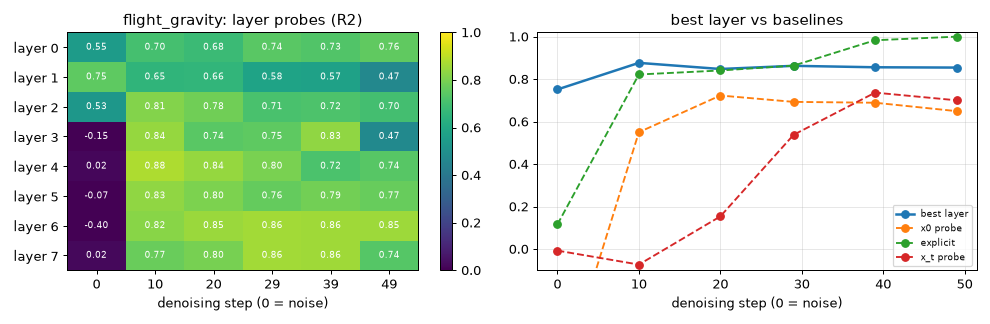 flight_gravity: layer probes (R2)
layer 0 0.55 0.70 0.68 0.74 0.73 0.76
layer 1 0.75 0.65 0.66 0.58 0.57 0.47
layer 2 0.53 0.81 0.78 0.71 0.72 0.70
layer 3 -0.15 0.84 0.74 0.75 0.83 0.47
layer 4 0.02 0.88 0.84 0.80 0.72 0.74
layer 5 -0.07 0.83 0.80 0.76 0.79 0.77
layer 6 -0.40 0.82 0.85 0.86 0.86 0.85
layer 7 0.02 0.77 0.80 0.86 0.86 0.74
0 10 20 29 39 49
denoising step (0 = noise)
1.0
0.8
0.6
0.4
0.2
0.0
best layer vs baselines
1.0
0.8
0.6
0.4
0.2
0.0
best layer
x0 probe
explicit
x_t probe
0 10 20 30 40 50
denoising step (0 = noise)